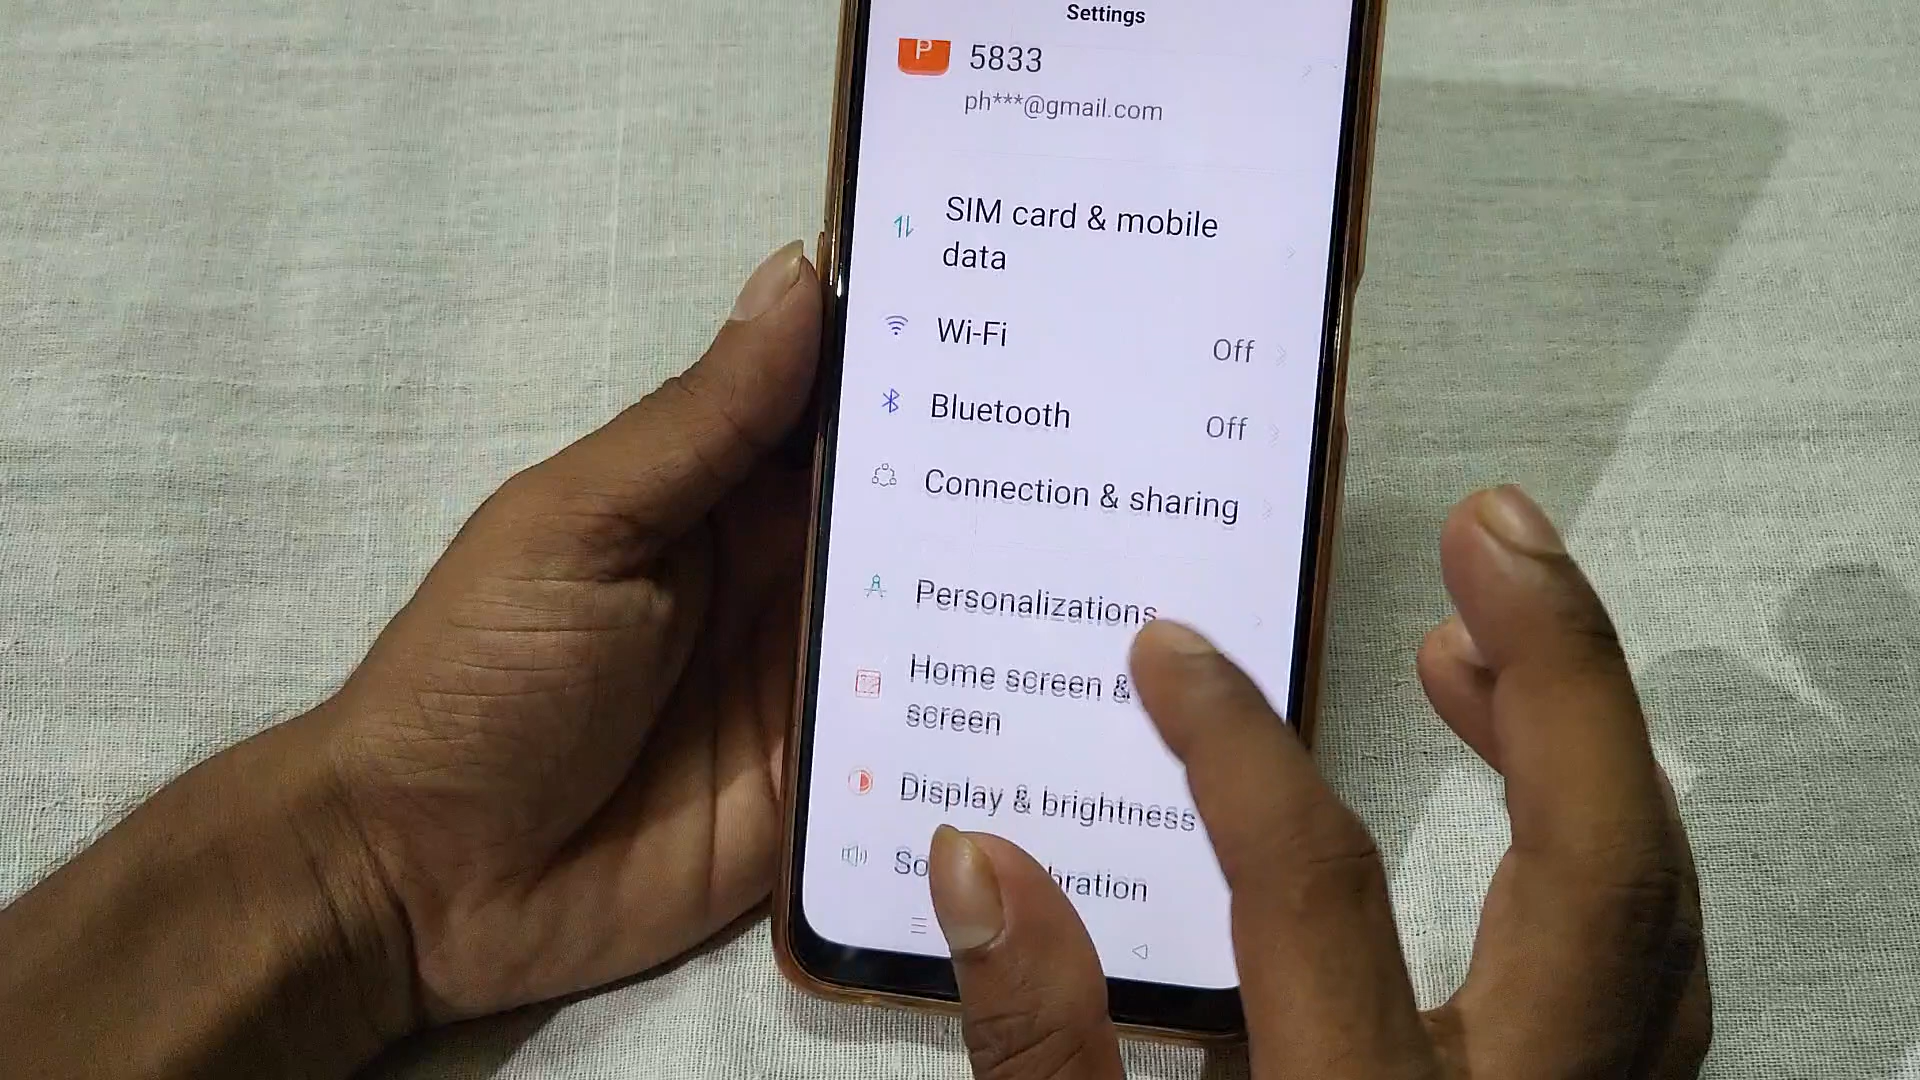 Settings
P
5833
ph***@gmail.com
SIM card & mobile
data
Wi-Fi Off
Bluetooth Off
Connection & sharing
Personalizations
Home screen &
screen
Display & brightness